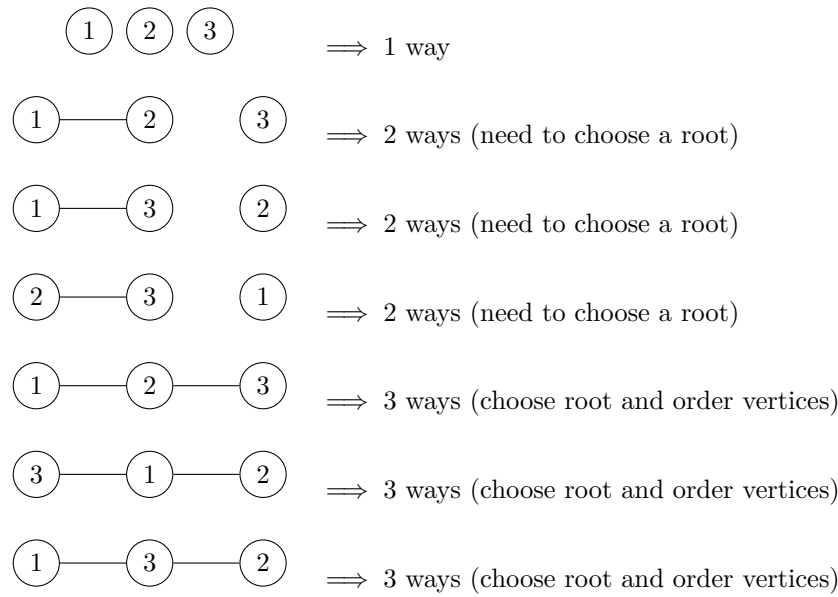 1 2 3 ⟹ 1 way
1 2 3 ⟹ 2 ways (need to choose a root)
1 3 2 ⟹ 2 ways (need to choose a root)
2 3 1 ⟹ 2 ways (need to choose a root)
1 2 3 ⟹ 3 ways (choose root and order vertices)
3 1 2 ⟹ 3 ways (choose root and order vertices)
1 3 2 ⟹ 3 ways (choose root and order vertices)